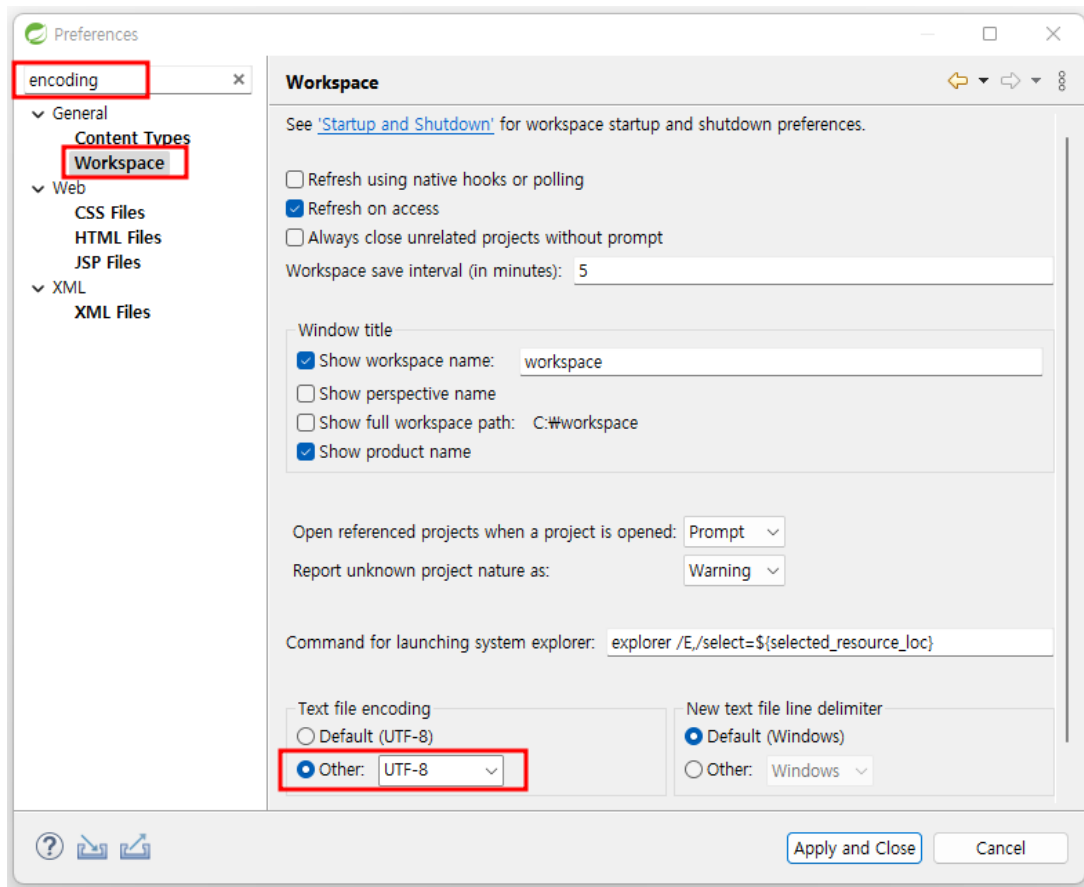 Preferences
encoding
General
Content Types
Workspace
Web
CSS Files
HTML Files
JSP Files
XML
XML Files
Workspace
See 'Startup and Shutdown' for workspace startup and shutdown preferences.
Refresh using native hooks or polling
Refresh on access
Always close unrelated projects without prompt
Workspace save interval (in minutes): 5
Window title
Show workspace name: workspace
Show perspective name
Show full workspace path: C:₩workspace
Show product name
Open referenced projects when a project is opened: Prompt
Report unknown project nature as: Warning
Command for launching system explorer: explorer /E,/select=${selected_resource_loc}
Text file encoding
Default (UTF-8)
Other: UTF-8
New text file line delimiter
Default (Windows)
Other: Windows
Apply and Close
Cancel